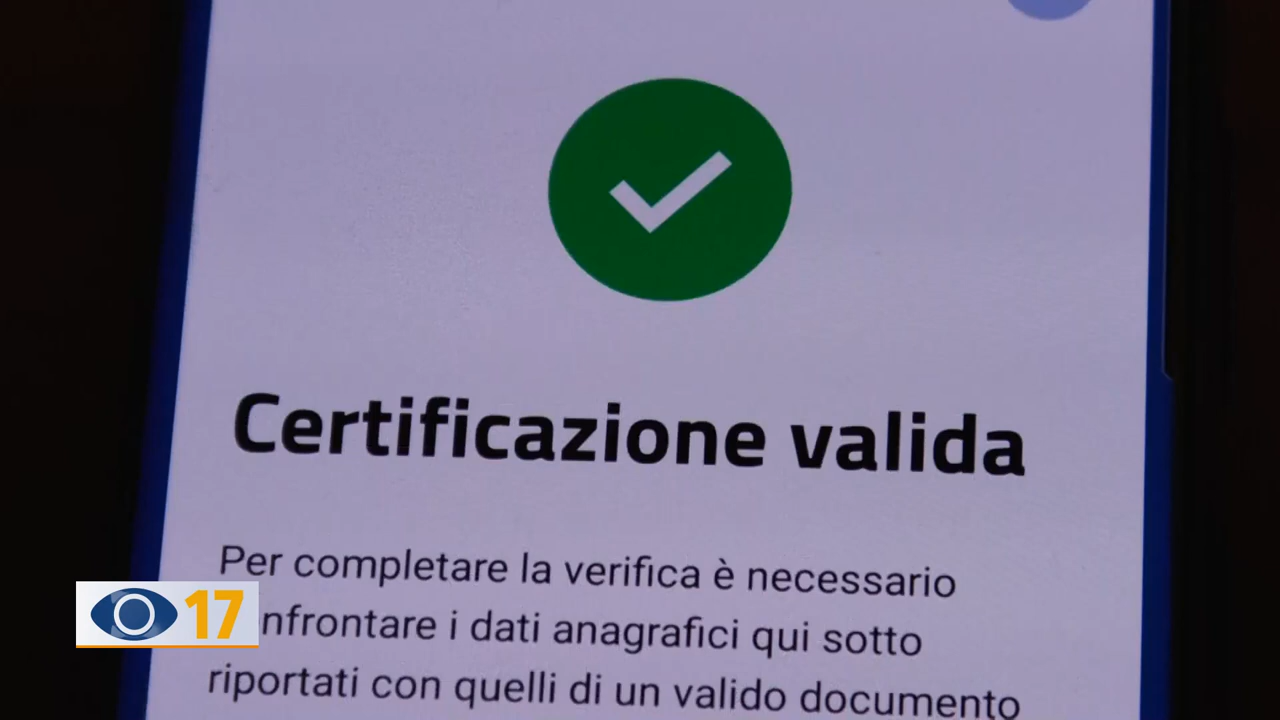 Certificazione valida
Per completare la verifica è necessario
nfrontare i dati anagrafici qui sotto
riportati con quelli di un valido documento
17